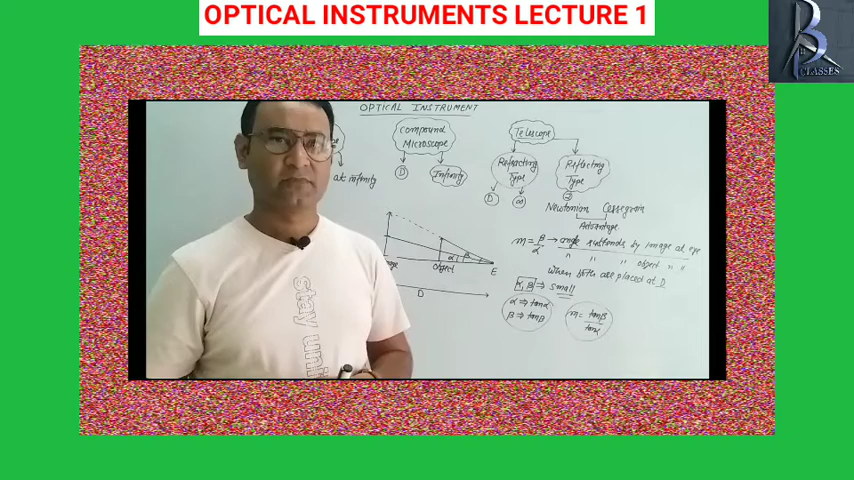 OPTICAL INSTRUMENTS LECTURE 1
CLASSES
OPTICAL INSTRUMENT
Compound
Microscope
D
Infinity
at infinity
Telescope
Refracting
Type
D
∞
Reflecting
Type
Newtonian Cassegrain
Advantage
α β
Object
E
D
m = β/α → angle subtends by image at eye
" " " object " "
when both are placed at D
α, β ⇒ small
α ⇒ tanα
β ⇒ tanβ
m = tanβ/tanα
stay unli